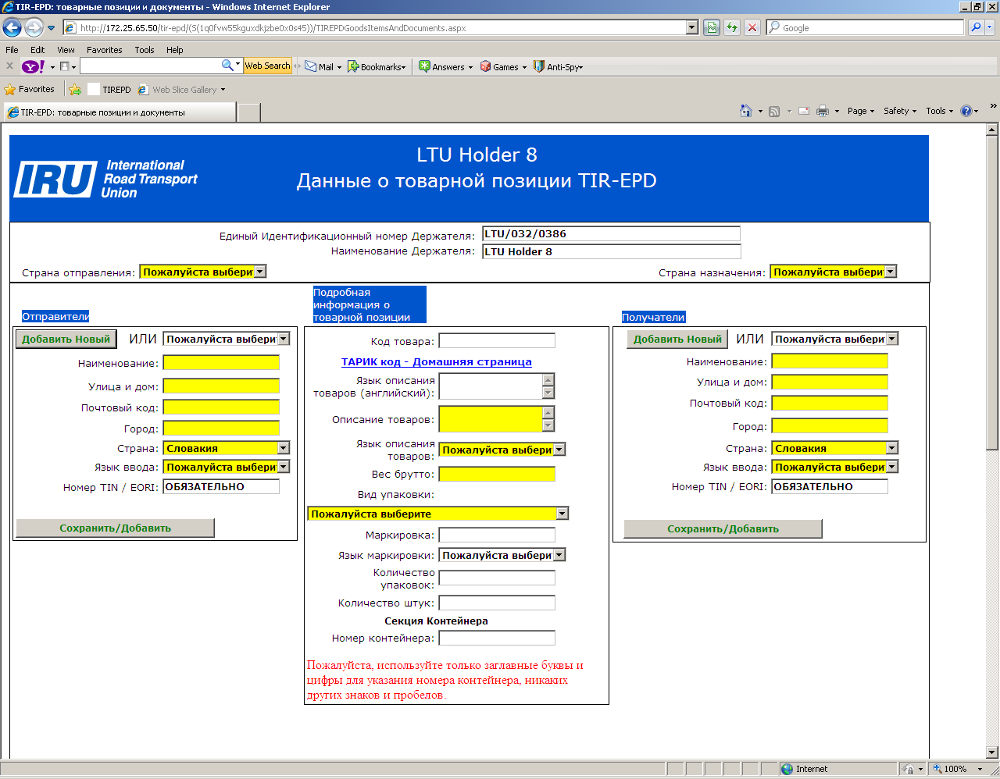 TIR-EPD: товарные позиции и документы - Windows Internet Explorer
http://172.25.65.50/tir-epd/(S(1q0fvw55kguxdkjzbe0x0s45))/TIREPDGoodsItemsAndDocuments.aspx
Google
File Edit View Favorites Tools Help
Y! Web Search Mail Bookmarks Answers Games Anti-Spy
Favorites TIREPD Web Slice Gallery
TIR-EPD: товарные позиции и документы
Page Safety Tools
IRU International
Road Transport
Union
LTU Holder 8
Данные о товарной позиции TIR-EPD
Единый Идентификационный номер Держателя: LTU/032/0386
Наименование Держателя: LTU Holder 8
Страна отправления: Пожалуйста выбери
Страна назначения: Пожалуйста выбери
Отправители
Добавить Новый ИЛИ Пожалуйста выбери
Наименование:
Улица и дом:
Почтовый код:
Город:
Страна: Словакия
Язык ввода: Пожалуйста выбери
Номер TIN / EORI: ОБЯЗАТЕЛЬНО
Сохранить/Добавить
Подробная
информация о
товарной позиции
Код товара:
ТАРИК код - Домашняя страница
Язык описания
товаров (английский):
Описание товаров:
Язык описания
товаров: Пожалуйста выбери
Вес брутто:
Вид упаковки:
Пожалуйста выберите
Маркировка:
Язык маркировки: Пожалуйста выбери
Количество
упаковок:
Количество штук:
Секция Контейнера
Номер контейнера:
Пожалуйста, используйте только заглавные буквы и
цифры для указания номера контейнера, никаких
других знаков и пробелов.
Получатели
Добавить Новый ИЛИ Пожалуйста выбери
Наименование:
Улица и дом:
Почтовый код:
Город:
Страна: Словакия
Язык ввода: Пожалуйста выбери
Номер TIN / EORI: ОБЯЗАТЕЛЬНО
Сохранить/Добавить
Internet
100%